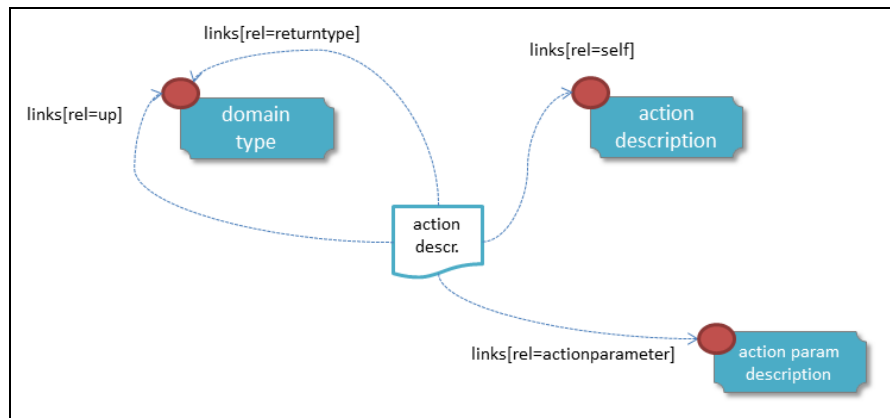 links[rel=returntype]
links[rel=self]
links[rel=up]
domain
type
action
description
action
descr.
links[rel=actionparameter]
action param
description